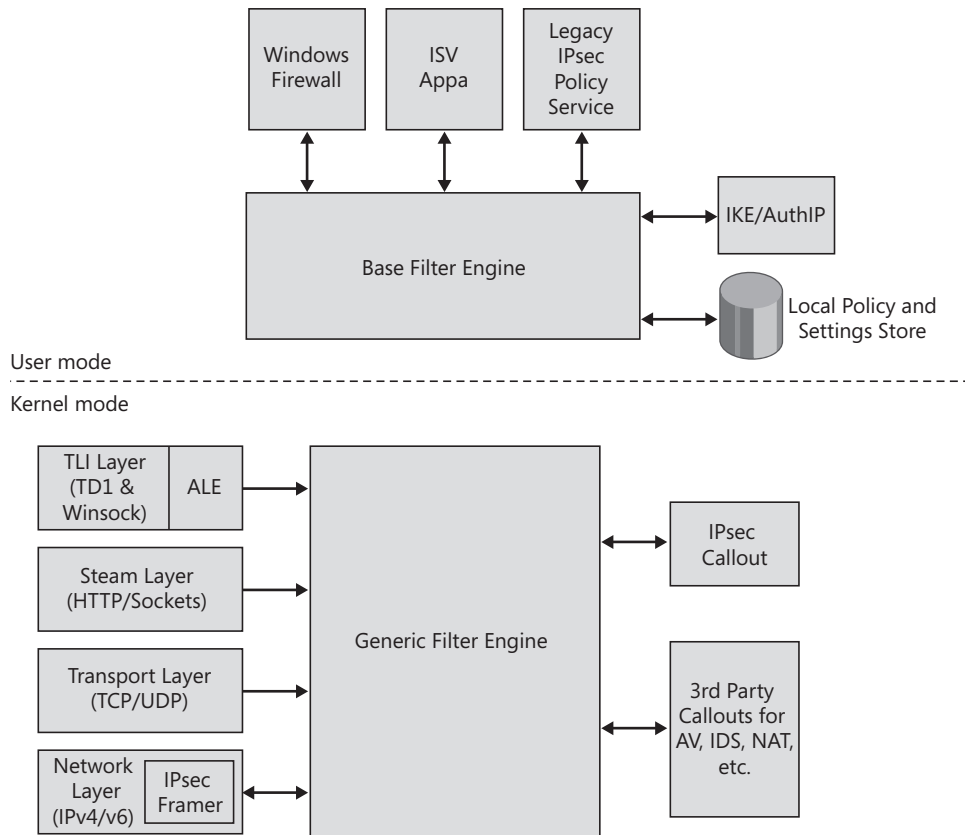 Windows
Firewall
ISV
Appa
Legacy
IPsec
Policy
Service
Base Filter Engine
IKE/AuthIP
Local Policy and
Settings Store
User mode
Kernel mode
TLI Layer
(TD1 &
Winsock)
ALE
Steam Layer
(HTTP/Sockets)
Transport Layer
(TCP/UDP)
Network
Layer
(IPv4/v6)
IPsec
Framer
Generic Filter Engine
IPsec
Callout
3rd Party
Callouts for
AV, IDS, NAT,
etc.